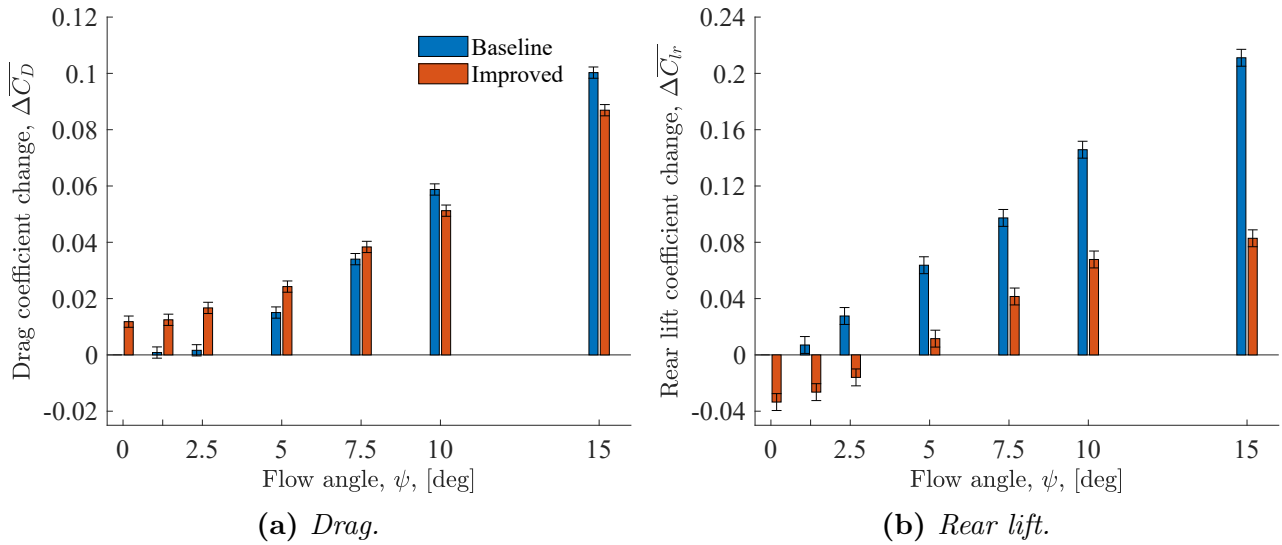 0.12
0.1
0.08
0.06
0.04
0.02
0
-0.02
Drag coefficient change, $\Delta\overline{C_D}$
Baseline
Improved
0 2.5 5 7.5 10 15
Flow angle, ψ, [deg]
(a) Drag.
0.24
0.2
0.16
0.12
0.08
0.04
0
-0.04
Rear lift coefficient change, $\Delta\overline{C_{lr}}$
0 2.5 5 7.5 10 15
Flow angle, ψ, [deg]
(b) Rear lift.